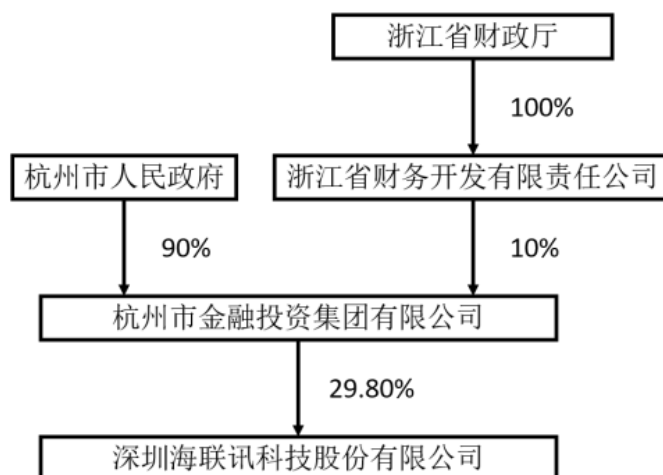 浙江省财政厅
100%
杭州市人民政府
浙江省财务开发有限责任公司
90%
10%
杭州市金融投资集团有限公司
29.80%
深圳海联讯科技股份有限公司